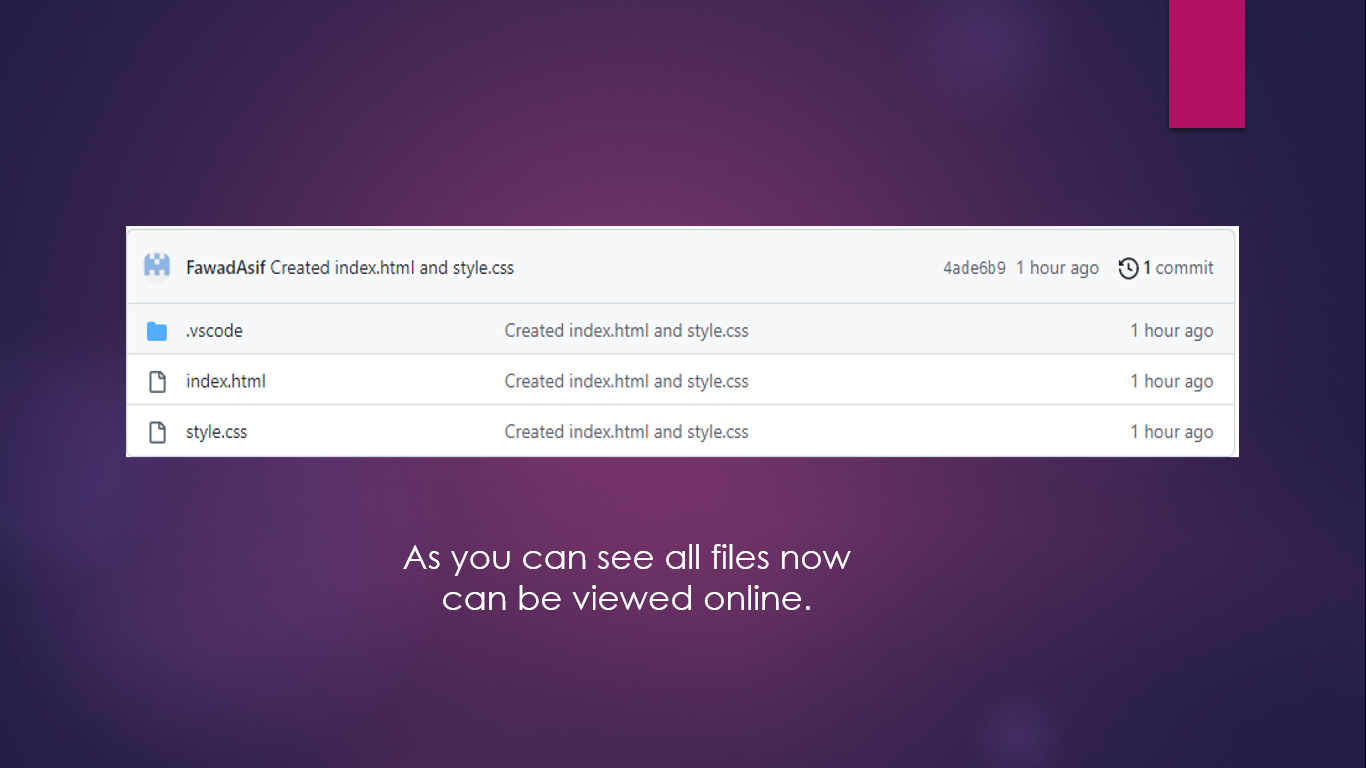 FawadAsif Created index.html and style.css 4ade6b9 1 hour ago 1 commit
.vscode Created index.html and style.css 1 hour ago
index.html Created index.html and style.css 1 hour ago
style.css Created index.html and style.css 1 hour ago
As you can see all files now
can be viewed online.